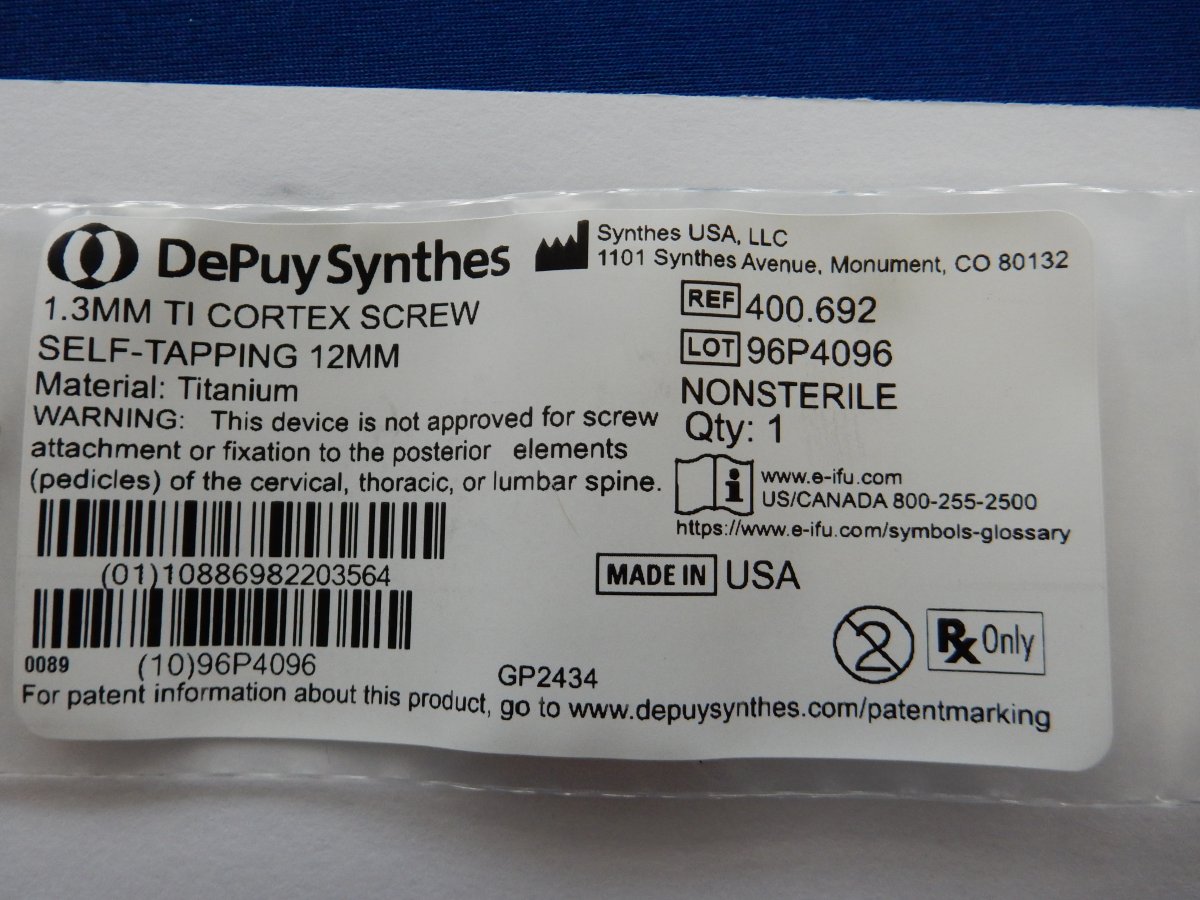 DePuy Synthes
1.3MM TI CORTEX SCREW
SELF-TAPPING 12MM
Material: Titanium
WARNING: This device is not approved for screw
attachment or fixation to the posterior elements
(pedicles) of the cervical, thoracic, or lumbar spine.
(01)10886982203564
0089 (10)96P4096
Synthes USA, LLC
1101 Synthes Avenue, Monument, CO 80132
REF 400.692
LOT 96P4096
NONSTERILE
Qty: 1
i
www.e-ifu.com
US/CANADA 800-255-2500
https://www.e-ifu.com/symbols-glossary
MADE IN USA
2
Rx Only
GP2434
For patent information about this product, go to www.depuysynthes.com/patentmarking